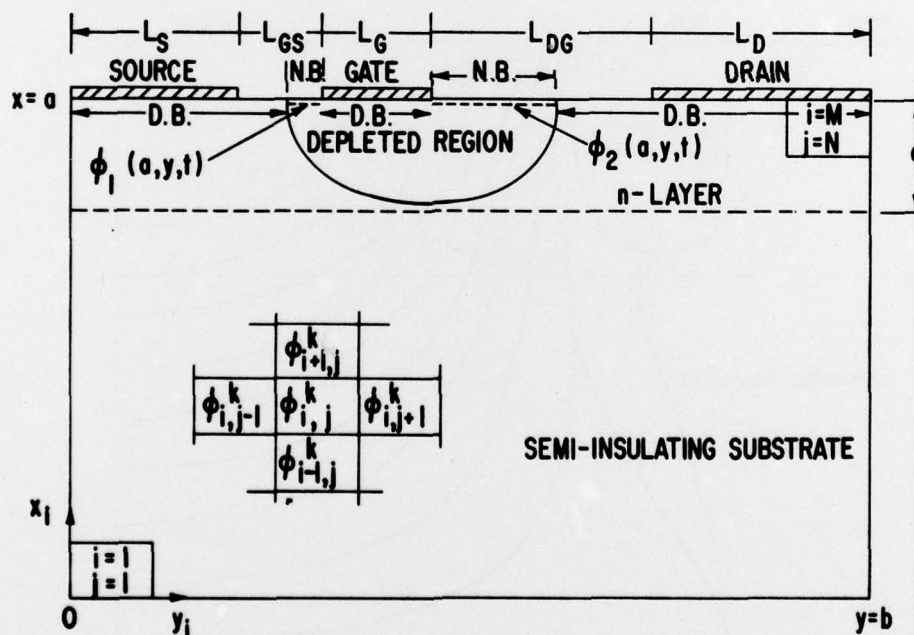 L_S L_GS L_G L_DG L_D
SOURCE N.B. GATE N.B. DRAIN
x=a
D.B. D.B. D.B. i=M
j=N
DEPLETED REGION
ϕ_1 (a,y,t) ϕ_2 (a,y,t)
n-LAYER
ϕ^k_{i+1,j}
ϕ^k_{i,j-1} ϕ^k_{i,j} ϕ^k_{i,j+1}
ϕ^k_{i-1,j}
SEMI-INSULATING SUBSTRATE
x_i
i=1
j=1
0 y_j y=b